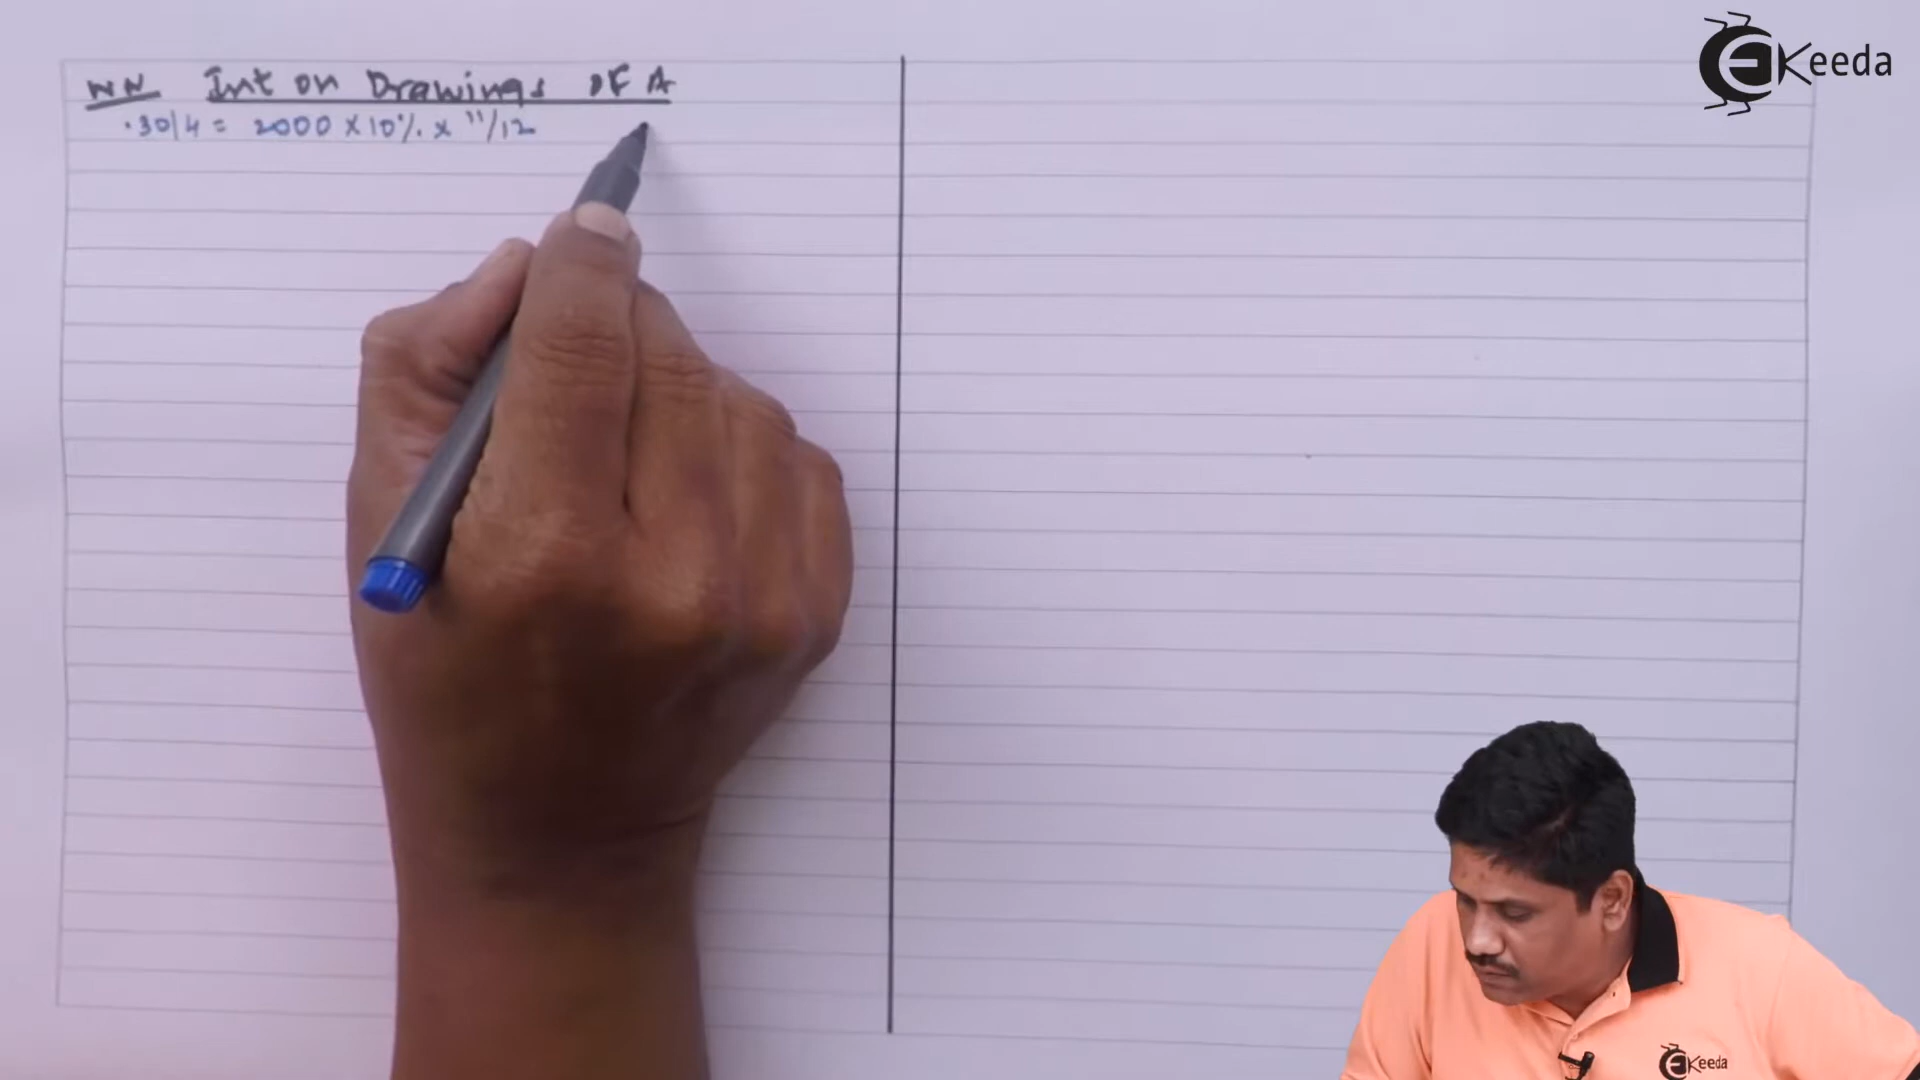 EKeeda
WN Int on Drawings OF A
30/4 = 2000 x 10% x 11/12
EKeeda